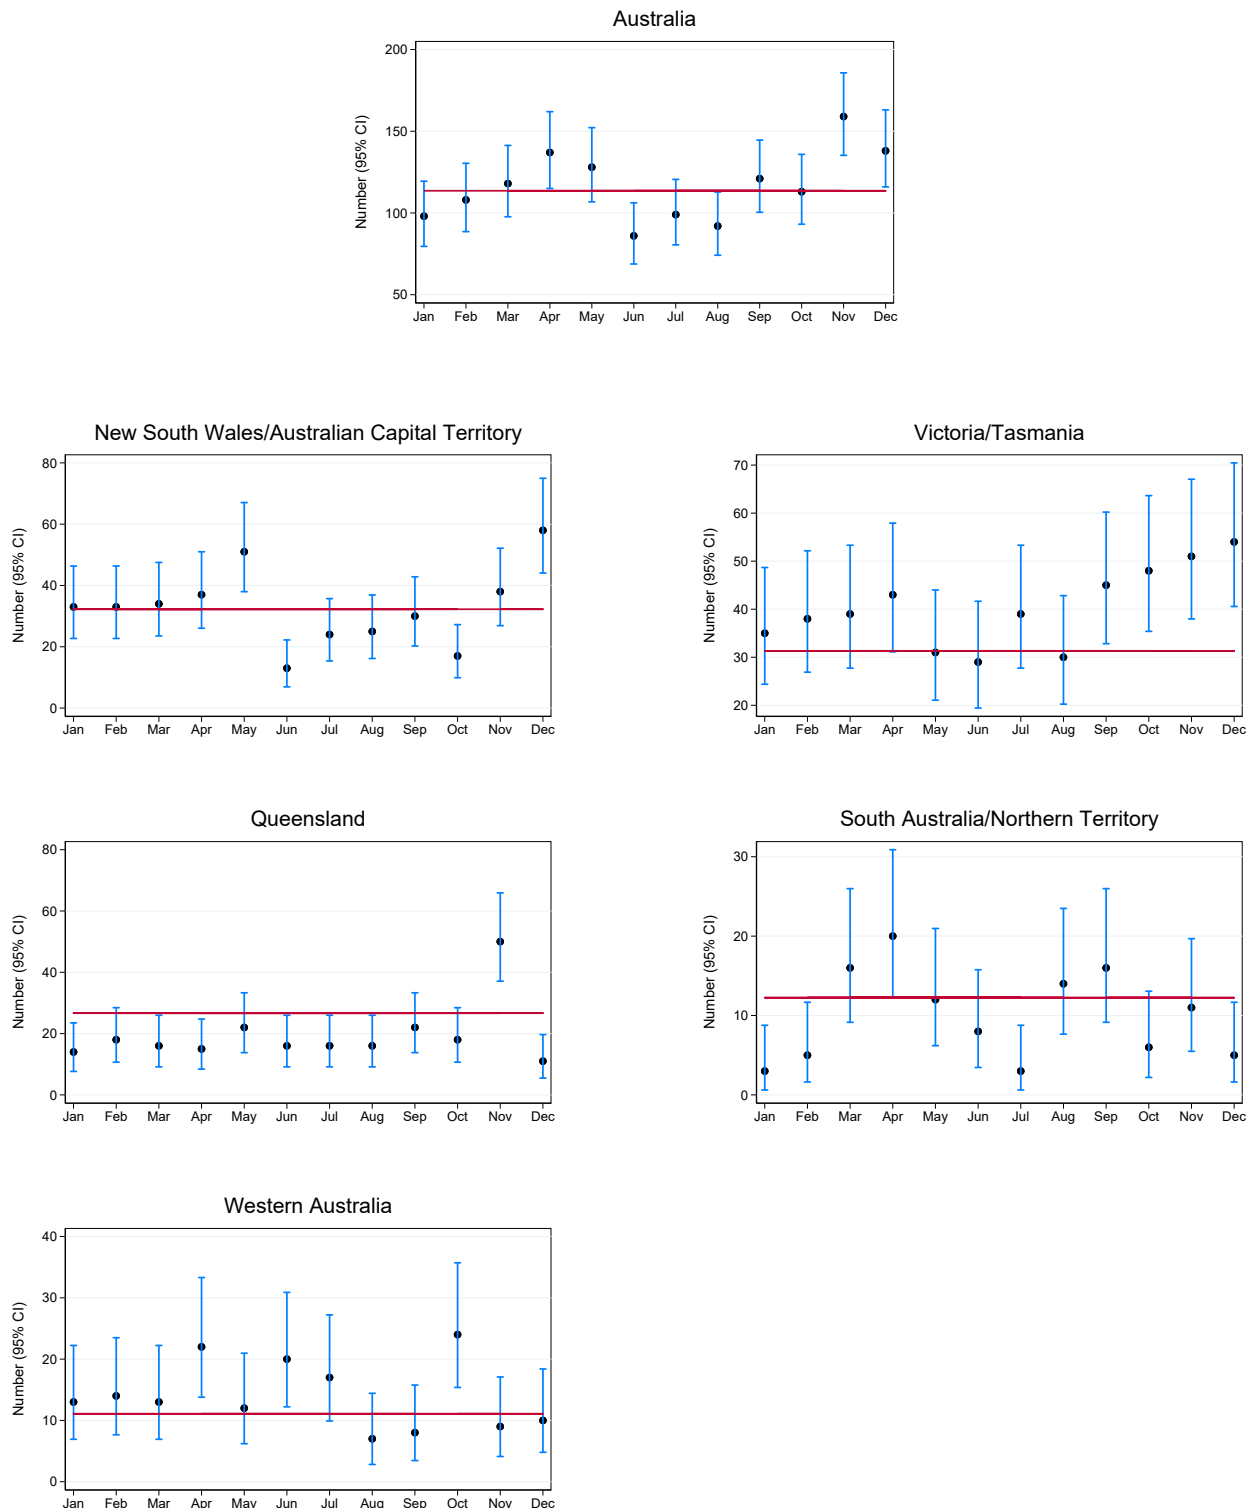 Australia
Number (95% CI)
200
150
100
50
Jan Feb Mar Apr May Jun Jul Aug Sep Oct Nov Dec
New South Wales/Australian Capital Territory
Number (95% CI)
80
60
40
20
0
Jan Feb Mar Apr May Jun Jul Aug Sep Oct Nov Dec
Victoria/Tasmania
Number (95% CI)
70
60
50
40
30
20
Jan Feb Mar Apr May Jun Jul Aug Sep Oct Nov Dec
Queensland
Number (95% CI)
80
60
40
20
0
Jan Feb Mar Apr May Jun Jul Aug Sep Oct Nov Dec
South Australia/Northern Territory
Number (95% CI)
30
20
10
0
Jan Feb Mar Apr May Jun Jul Aug Sep Oct Nov Dec
Western Australia
Number (95% CI)
40
30
20
10
0
Jan Feb Mar Apr May Jun Jul Aug Sep Oct Nov Dec